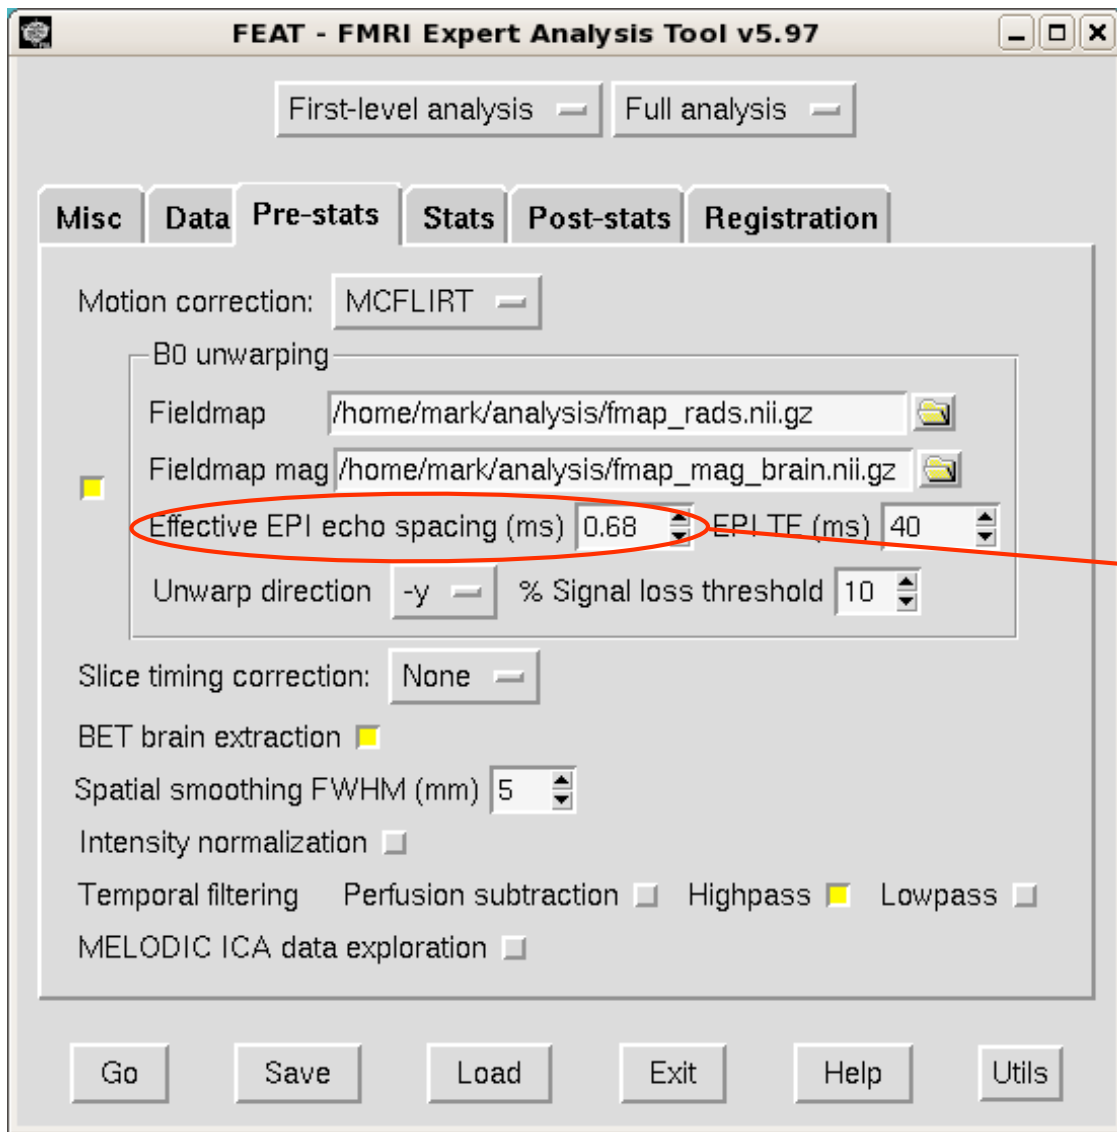 FEAT - FMRI Expert Analysis Tool v5.97
First-level analysis Full analysis
Misc Data Pre-stats Stats Post-stats Registration
Motion correction: MCFLIRT
B0 unwarping
Fieldmap /home/mark/analysis/fmap_rads.nii.gz
Fieldmap mag /home/mark/analysis/fmap_mag_brain.nii.gz
Effective EPI echo spacing (ms) 0.68 EPI TE (ms) 40
Unwarp direction -y % Signal loss threshold 10
Slice timing correction: None
BET brain extraction
Spatial smoothing FWHM (mm) 5
Intensity normalization
Temporal filtering Perfusion subtraction Highpass Lowpass
MELODIC ICA data exploration
Go Save Load Exit Help Utils